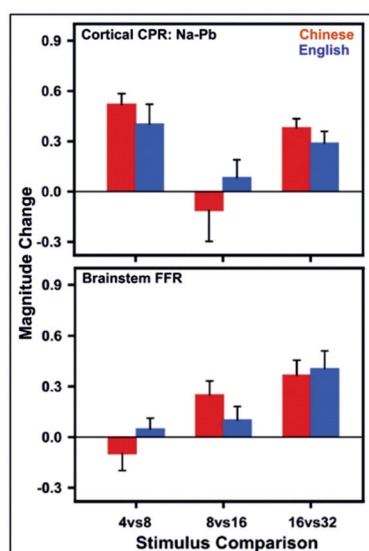 Cortical CPR: Na-Pb
Chinese
English
0.9
0.6
0.3
0.0
-0.3
Magnitude Change
Brainstem FFR
0.9
0.6
0.3
0.0
-0.3
4vs8 8vs16 16vs32
Stimulus Comparison